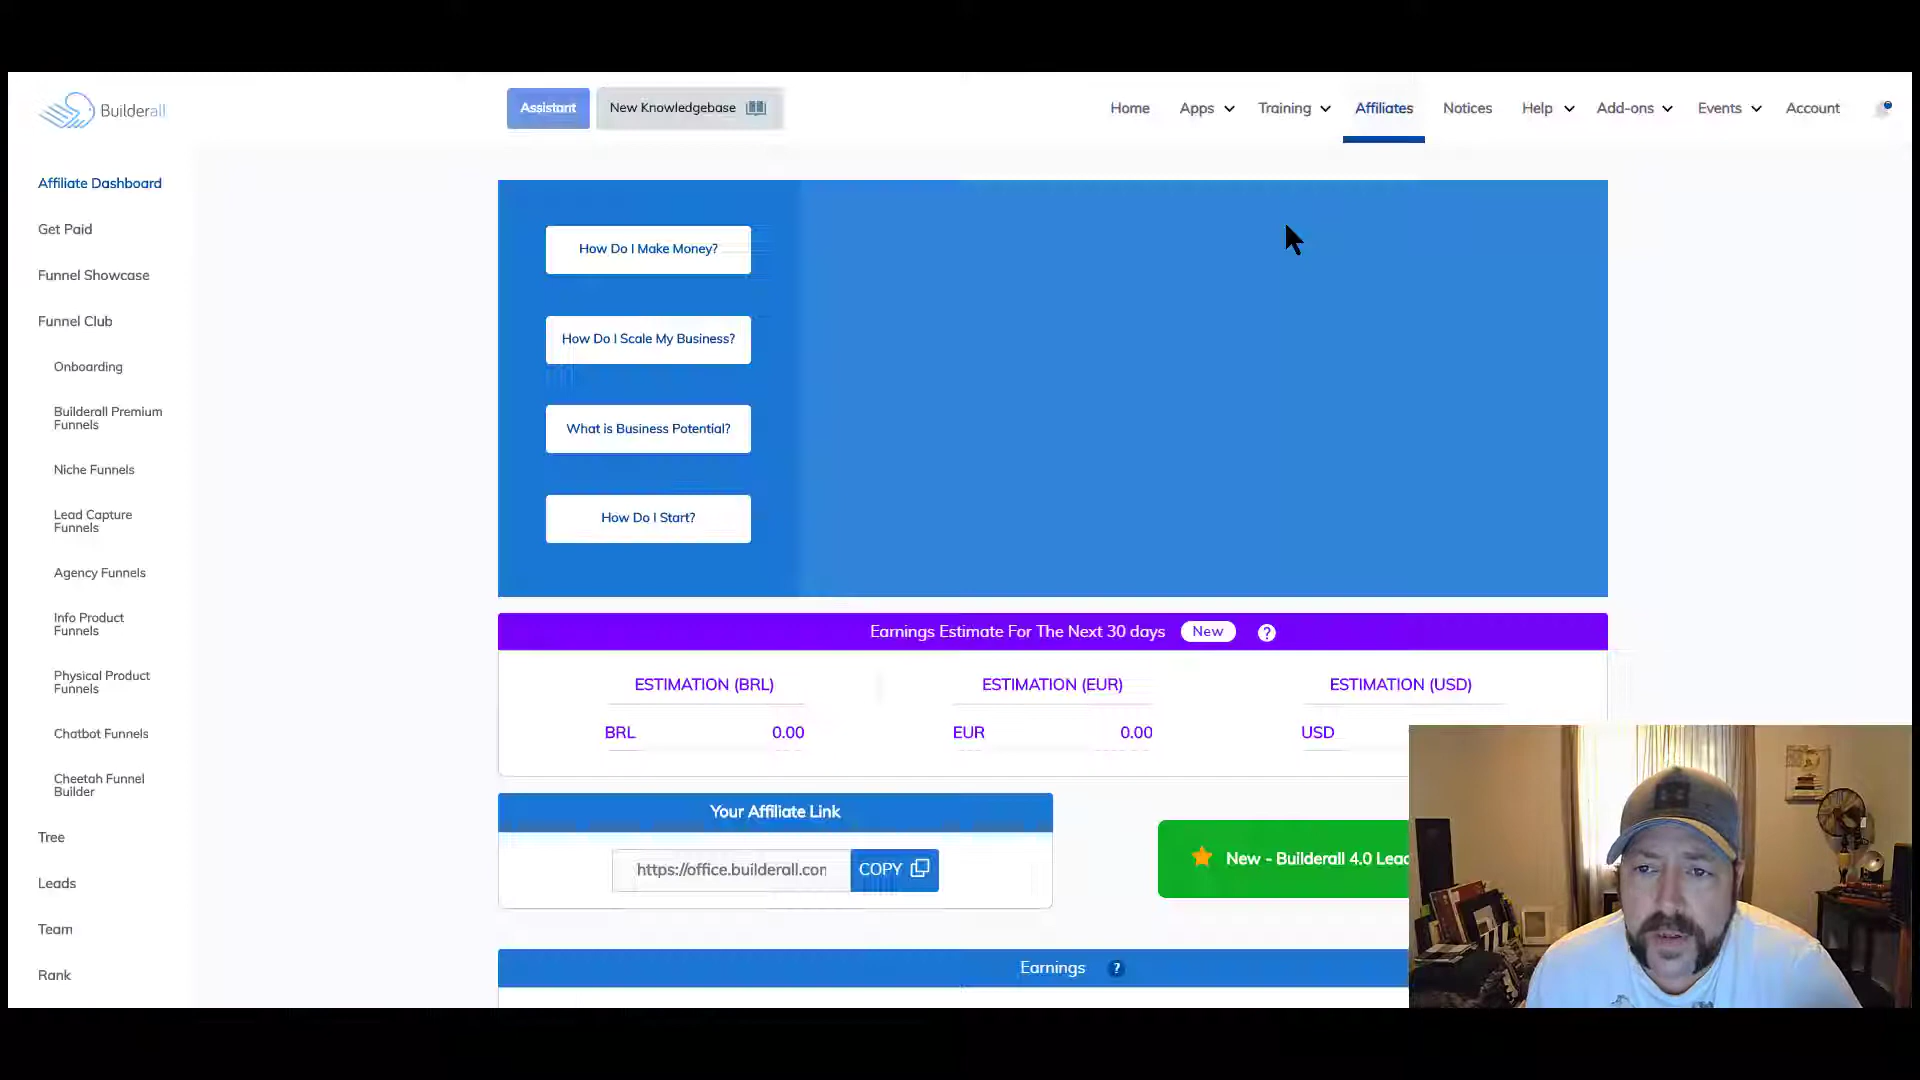 Builderall
Assistant
New Knowledgebase
Home
Apps
Training
Affiliates
Notices
Help
Add-ons
Events
Account
Affiliate Dashboard
Get Paid
Funnel Showcase
Funnel Club
Onboarding
Builderall Premium
Funnels
Niche Funnels
Lead Capture
Funnels
Agency Funnels
Info Product
Funnels
Physical Product
Funnels
Chatbot Funnels
Cheetah Funnel
Builder
Tree
Leads
Team
Rank
How Do I Make Money?
How Do I Scale My Business?
What is Business Potential?
How Do I Start?
Earnings Estimate For The Next 30 days
New
?
ESTIMATION (BRL)
ESTIMATION (EUR)
ESTIMATION (USD)
BRL 0.00
EUR 0.00
USD
Your Affiliate Link
https://office.builderall.con
COPY
New - Builderall 4.0 Lead
Earnings
?